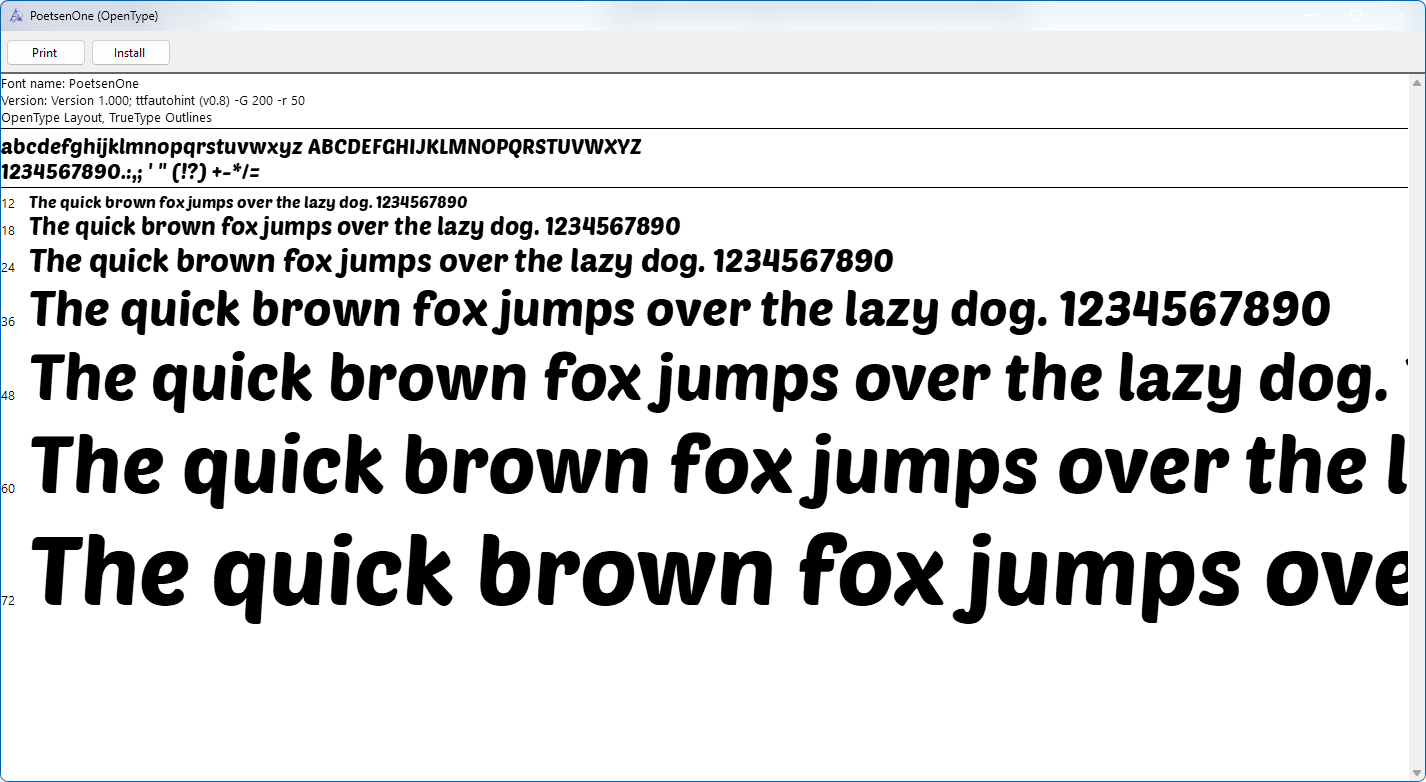 PoetsenOne (OpenType)
Print Install
Font name: PoetsenOne
Version: Version 1.000; ttfautohint (v0.8) -G 200 -r 50
OpenType Layout, TrueType Outlines
abcdefghijklmnopqrstuvwxyz ABCDEFGHIJKLMNOPQRSTUVWXYZ
1234567890.:,; ' " (!?) +-*/=
12 The quick brown fox jumps over the lazy dog. 1234567890
18 The quick brown fox jumps over the lazy dog. 1234567890
24 The quick brown fox jumps over the lazy dog. 1234567890
36 The quick brown fox jumps over the lazy dog. 1234567890
48 The quick brown fox jumps over the lazy dog.
60 The quick brown fox jumps over the l
72 The quick brown fox jumps ove